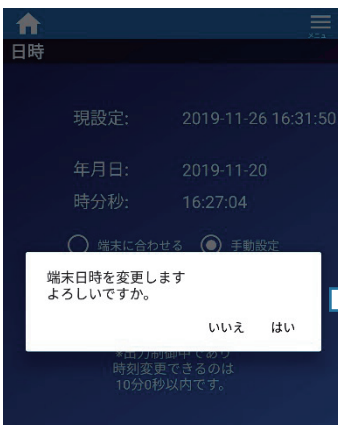 メニュー
日時
現設定: 2019-11-26 16:31:50
年月日: 2019-11-20
時分秒: 16:27:04
端末に合わせる 手動設定
端末日時を変更します
よろしいですか。
いいえ はい
*出力制御中であり
時刻変更できるのは
10分0秒以内です。